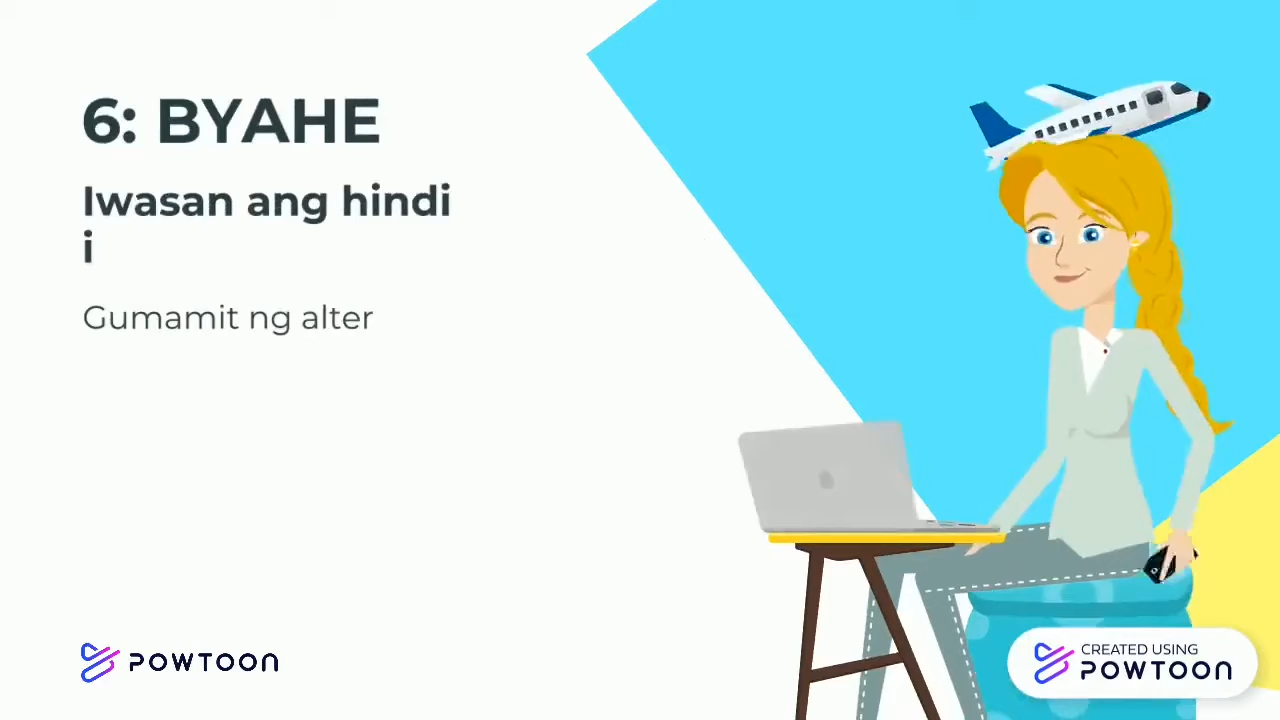 6: BYAHE
Iwasan ang hindi
i
Gumamit ng alter
POWTOON
CREATED USING
POWTOON